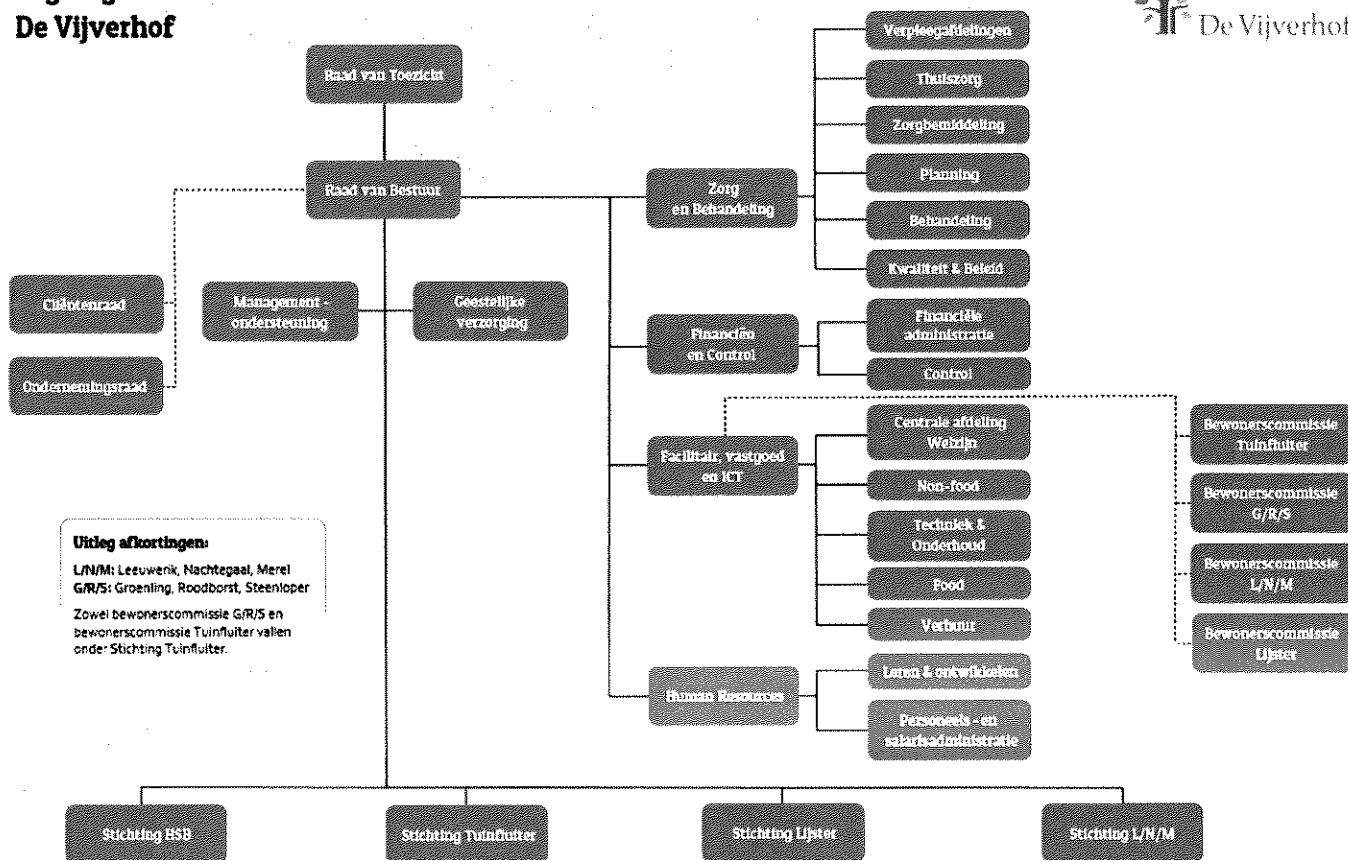 De Vijverhof
De Vijverhof
Raad van Toezicht
Raad van Bestuur
Cliëntenraad
Ondernemingsraad
Management -
ondersteuning
Geestelijke
verzorging
Zorg
en Behandeling
Verpleegafdelingen
Thuiszorg
Zorgbemiddeling
Planning
Behandeling
Kwaliteit & Beleid
Financiën
en Control
Financiële
administratie
Control
Facilitair, vastgoed
en ICT
Centrale afdeling
Welzijn
Non-food
Techniek &
Onderhoud
Food
Verhuur
Bewonerscommissie
Tuinfluiter
Bewonerscommissie
G/R/S
Bewonerscommissie
L/N/M
Bewonerscommissie
Lijster
Human Resources
Leren & ontwikkelen
Personeels - en
salarisadministratie
Uitleg afkortingen:
L/N/M: Leeuwerik, Nachtegaal, Merel
G/R/S: Groenling, Roodborst, Steenloper
Zowel bewonerscommissie G/R/S en
bewonerscommissie Tuinfluiter vallen
onder Stichting Tuinfluiter.
Stichting HSB
Stichting Tuinfluiter
Stichting Lijster
Stichting L/N/M